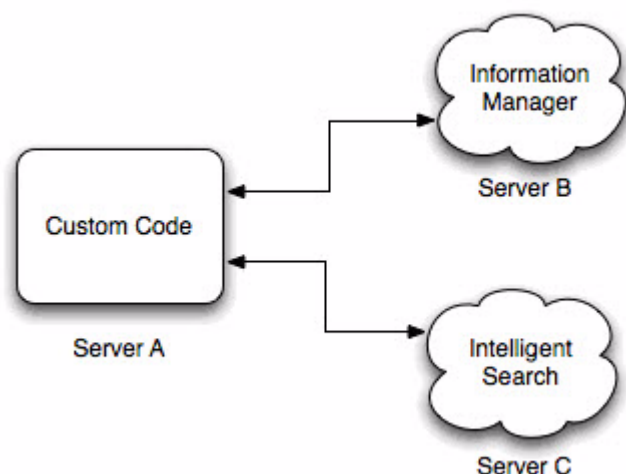 Information
Manager
Server B
Custom Code
Server A
Intelligent
Search
Server C